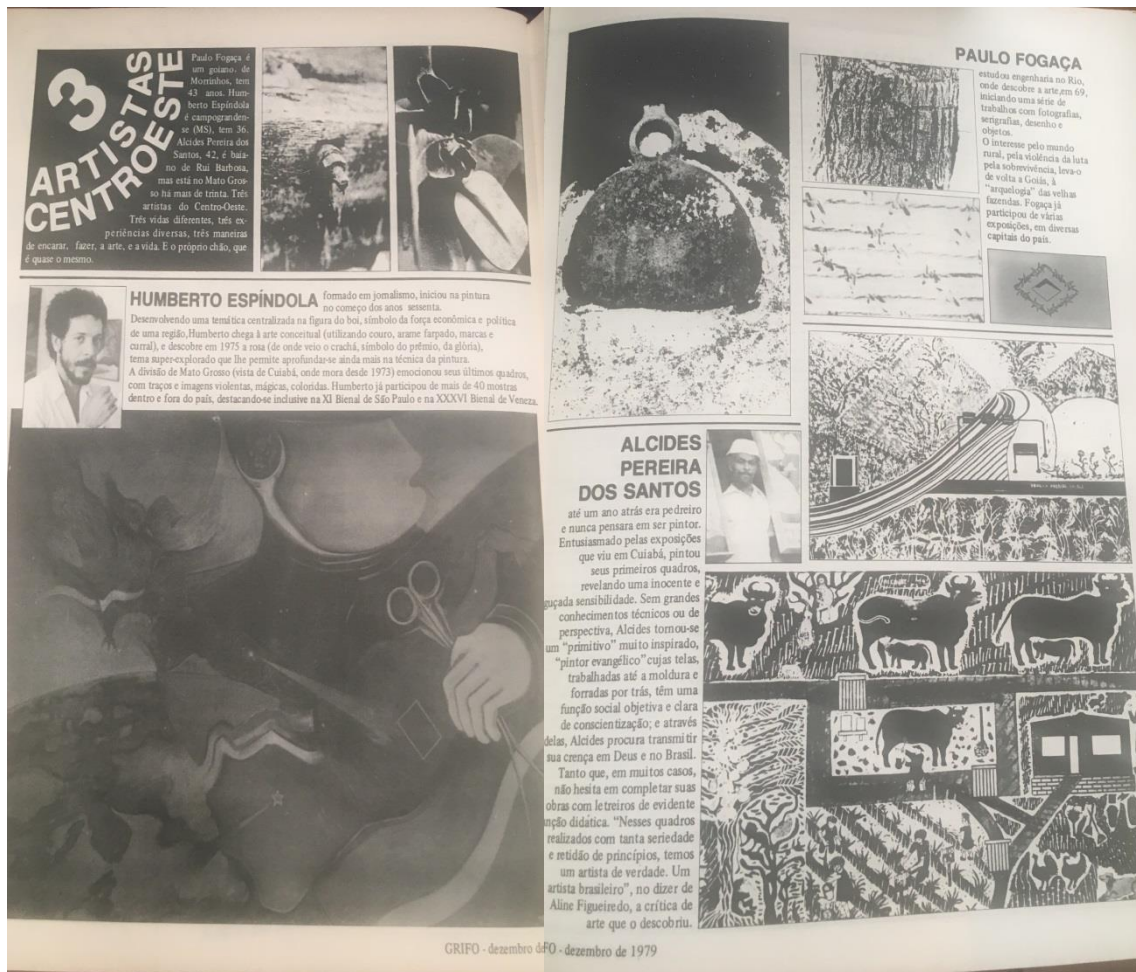 3 ARTISTAS
CENTROESTE
Paulo Fogaça é
um goiano, de
Morrinhos, tem
43 anos. Hum-
berto Espíndola
é campogranden-
se (MS), tem 36.
Alcides Pereira dos
Santos, 42, é baia-
no de Rui Barbosa,
mas está no Mato Gros-
so há mais de trinta. Três
artistas do Centro-Oeste.
Três vidas diferentes, três ex-
periências diversas, três maneiras
de encarar, fazer, a arte, e a vida. E o próprio chão, que
é quase o mesmo.
HUMBERTO ESPÍNDOLA formado em jornalismo, iniciou na pintura
no começo dos anos sessenta.
Desenvolvendo uma temática centralizada na figura do boi, símbolo da força econômica e política
de uma região, Humberto chega à arte conceitual (utilizando couro, arame farpado, marcas e
curral), e descobre em 1975 a rosa (de onde veio o crachá, símbolo do prêmio, da glória),
tema super-explorado que lhe permite aprofundar-se ainda mais na técnica da pintura.
A divisão de Mato Grosso (vista de Cuiabá, onde mora desde 1973) emocionou seus últimos quadros,
com traços e imagens violentas, mágicas, coloridas. Humberto já participou de mais de 40 mostras
dentro e fora do país, destacando-se inclusive na XI Bienal de São Paulo e na XXXVI Bienal de Veneza.
GRIFO - dezembro de
PAULO FOGAÇA
estudou engenharia no Rio,
onde descobre a arte,em 69,
iniciando uma série de
trabalhos com fotografias,
serigrafias, desenho e
objetos.
O interesse pelo mundo
rural, pela violência da luta
pela sobrevivência, leva-o
de volta a Goiás, à
"arqueologia" das velhas
fazendas. Fogaça já
participou de várias
exposições, em diversas
capitais do país.
ALCIDES
PEREIRA
DOS SANTOS
até um ano atrás era pedreiro
e nunca pensara em ser pintor.
Entusiasmado pelas exposições
que viu em Cuiabá, pintou
seus primeiros quadros,
revelando uma inocente e
guçada sensibilidade. Sem grandes
conhecimentos técnicos ou de
perspectiva, Alcides tornou-se
um "primitivo" muito inspirado,
"pintor evangélico" cujas telas,
trabalhadas até a moldura e
forradas por trás, têm uma
função social objetiva e clara
de conscientização; e através
delas, Alcides procura transmitir
sua crença em Deus e no Brasil.
Tanto que, em muitos casos,
não hesita em completar suas
obras com letreiros de evidente
nção didática. "Nesses quadros
realizados com tanta seriedade
e retidão de princípios, temos
um artista de verdade. Um
artista brasileiro", no dizer de
Aline Figueiredo, a crítica de
arte que o descobriu.
FO - dezembro de 1979